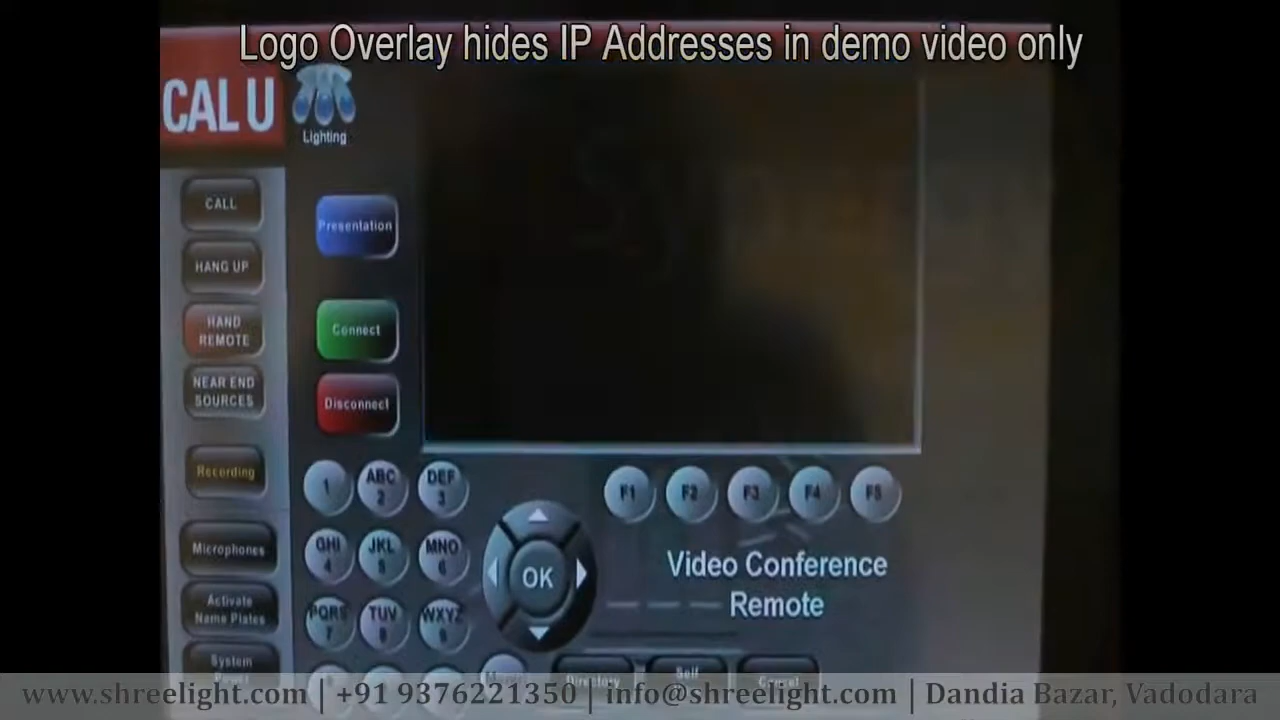 Logo Overlay hides IP Addresses in demo video only
CAL U
Lighting
CALL
Presentation
HANG UP
HAND
REMOTE
Connect
NEAR END
SOURCES
Disconnect
Recording
1
ABC
2
DEF
3
F1
F2
F3
F4
F5
Microphones
GHI
4
JKL
5
MNO
6
OK
Video Conference
Remote
Activate
Name Plates
PQRS
7
TUV
8
WXYZ
9
System
Power
Directory
Self
Cancel
www.shreelight.com | +91 9376221350 | info@shreelight.com | Dandia Bazar, Vadodara